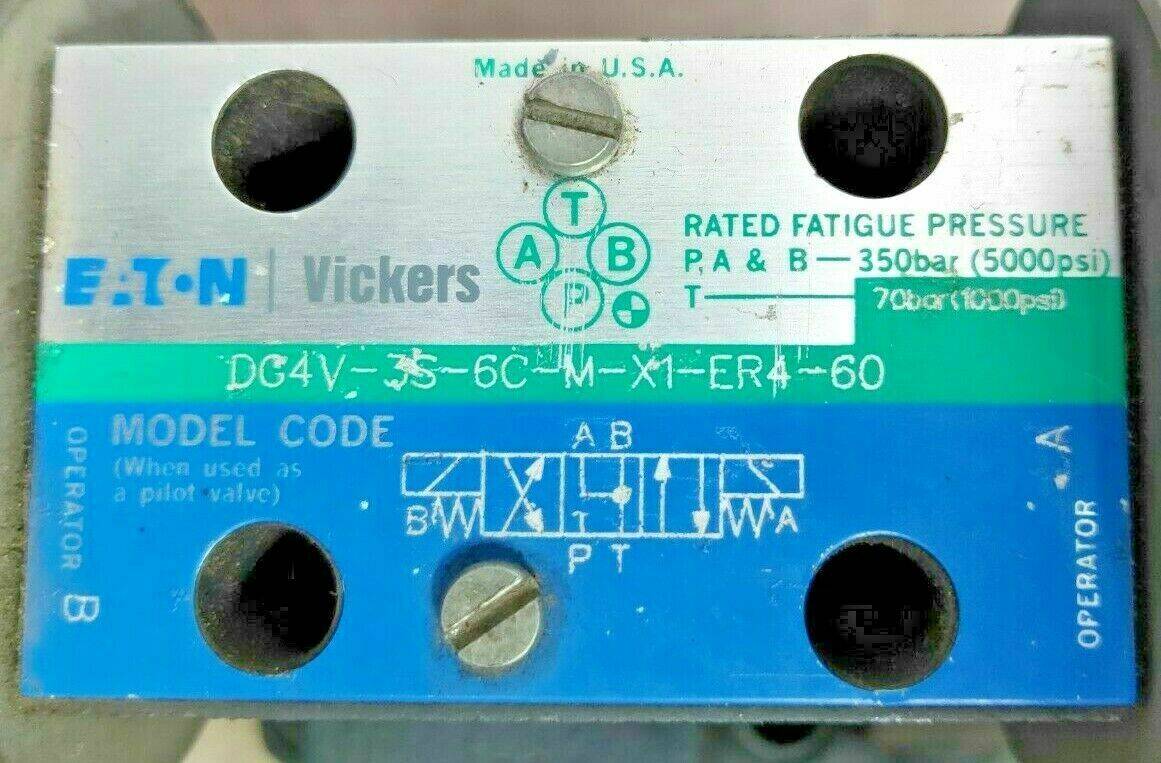 Made in U.S.A.
T
A B
P
RATED FATIGUE PRESSURE
P, A & B — 350bar (5000psi)
T — 70bar (1000psi)
EATON | Vickers
DG4V-3S-6C-M-X1-ER4-60
MODEL CODE
(When used as
a pilot valve)
A B
B A
P T
OPERATOR B
OPERATOR A